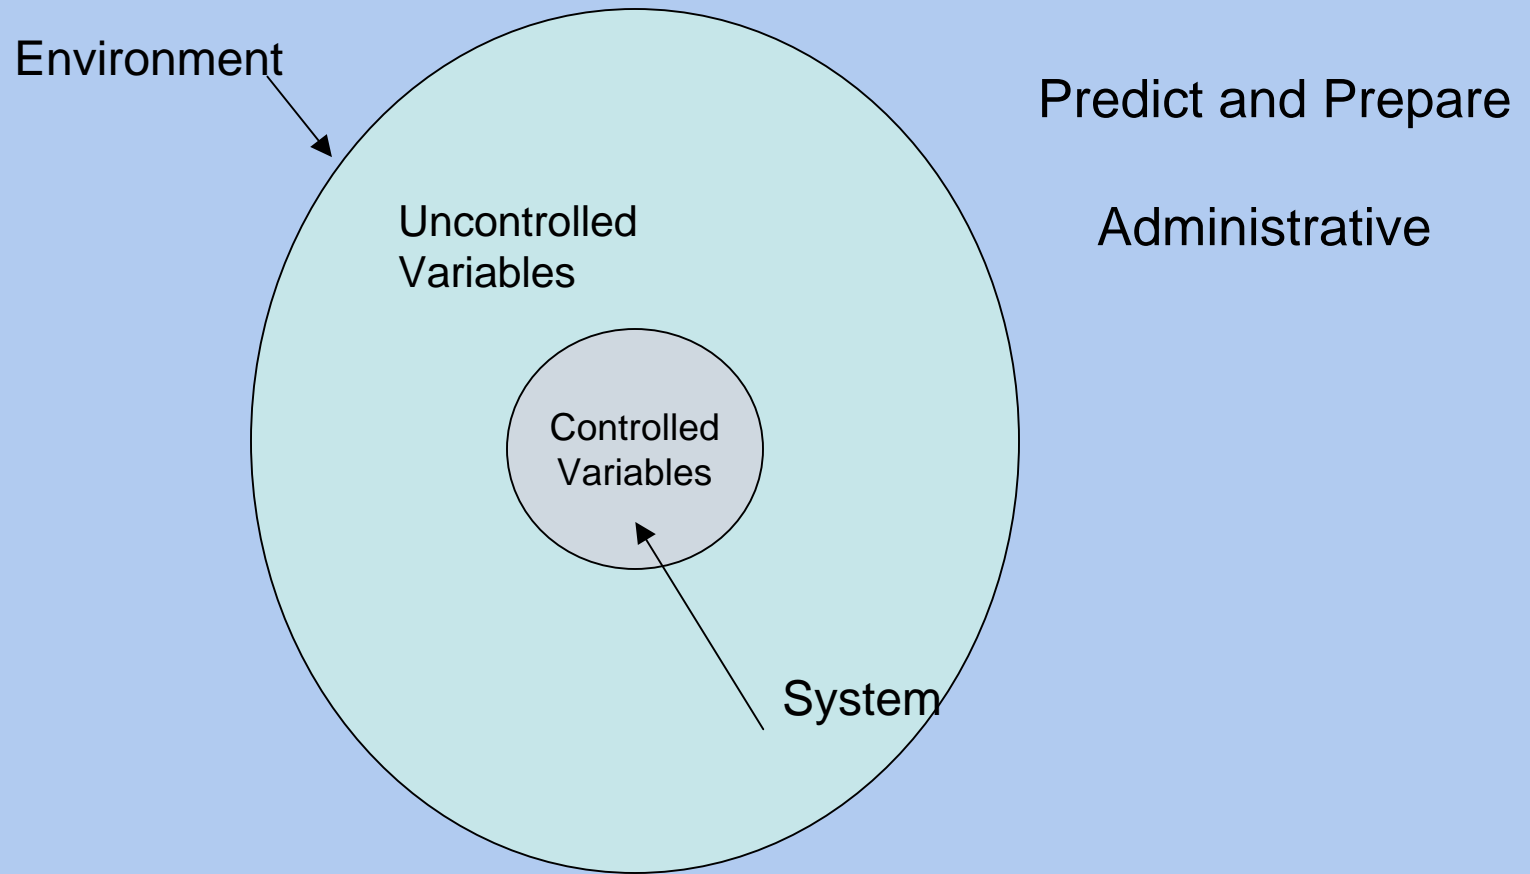 Environment
Predict and Prepare
Administrative
Uncontrolled
Variables
Controlled
Variables
System